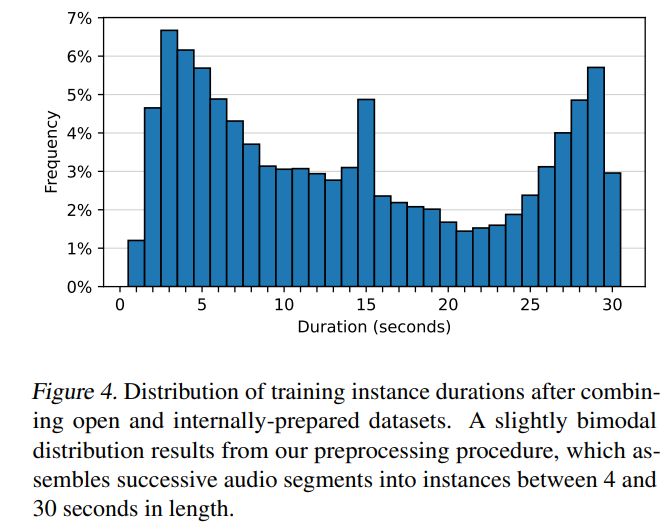 7%
6%
5%
4%
3%
2%
1%
0%
Frequency
0 5 10 15 20 25 30
Duration (seconds)
Figure 4. Distribution of training instance durations after combin-
ing open and internally-prepared datasets. A slightly bimodal
distribution results from our preprocessing procedure, which as-
sembles successive audio segments into instances between 4 and
30 seconds in length.